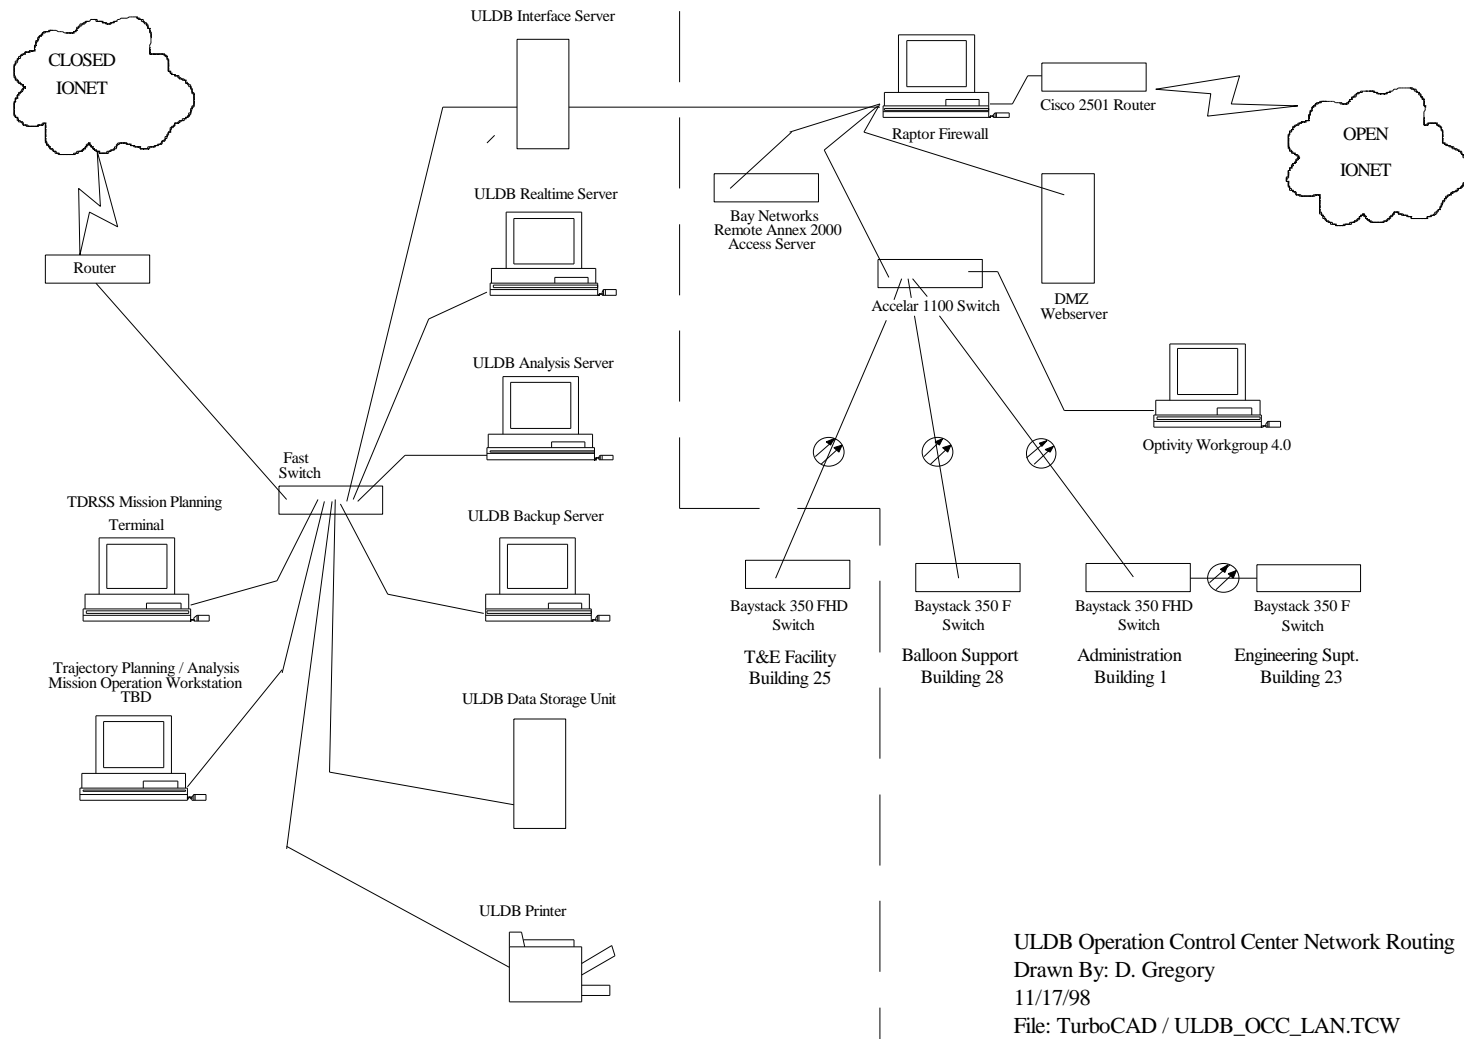 ULDB Interface Server
CLOSED
IONET
Cisco 2501 Router
Raptor Firewall
OPEN
IONET
ULDB Realtime Server
Bay Networks
Remote Annex 2000
Access Server
Router
Accelar 1100 Switch
DMZ
Webserver
ULDB Analysis Server
Optivity Workgroup 4.0
Fast
Switch
TDRSS Mission Planning
Terminal
ULDB Backup Server
Baystack 350 FHD
Switch
Baystack 350 F
Switch
Baystack 350 FHD
Switch
Baystack 350 F
Switch
T&E Facility
Building 25
Balloon Support
Building 28
Administration
Building 1
Engineering Supt.
Building 23
Trajectory Planning / Analysis
Mission Operation Workstation
TBD
ULDB Data Storage Unit
ULDB Printer
ULDB Operation Control Center Network Routing
Drawn By: D. Gregory
11/17/98
File: TurboCAD / ULDB_OCC_LAN.TCW